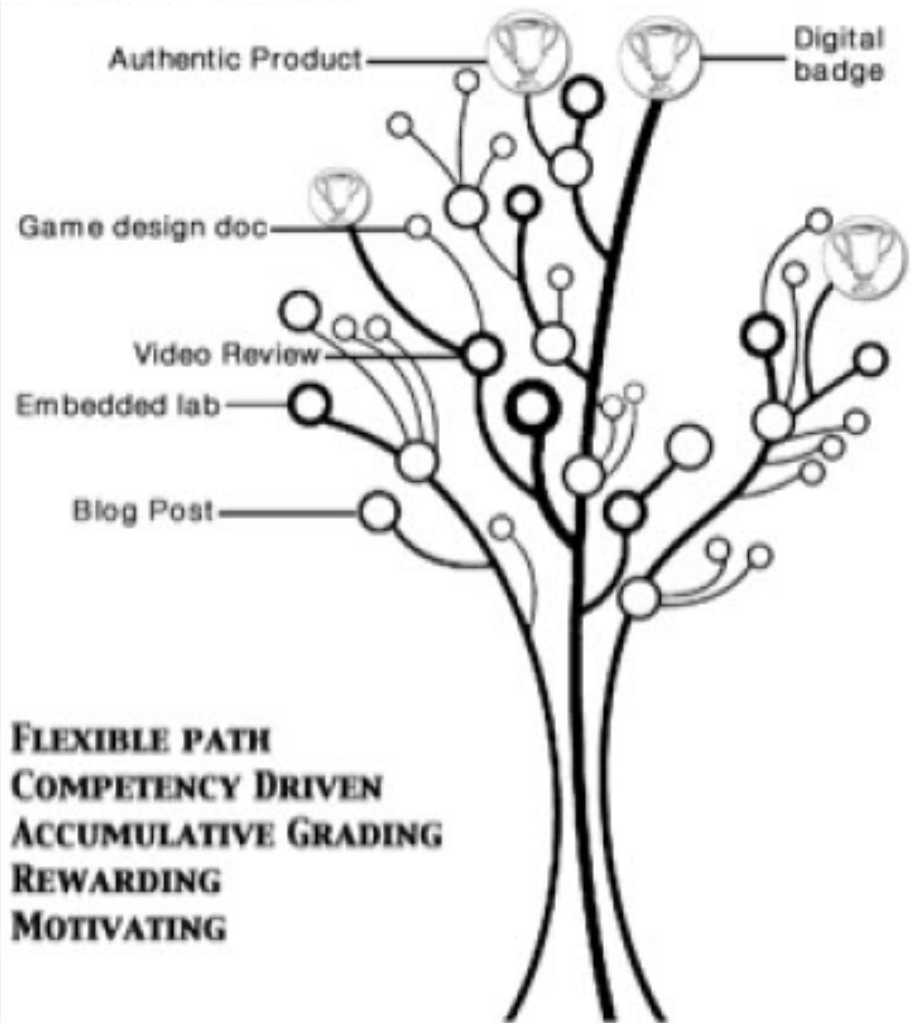 Authentic Product
Digital
badge
Game design doc
Video Review
Embedded lab
Blog Post
FLEXIBLE PATH
COMPETENCY DRIVEN
ACCUMULATIVE GRADING
REWARDING
MOTIVATING